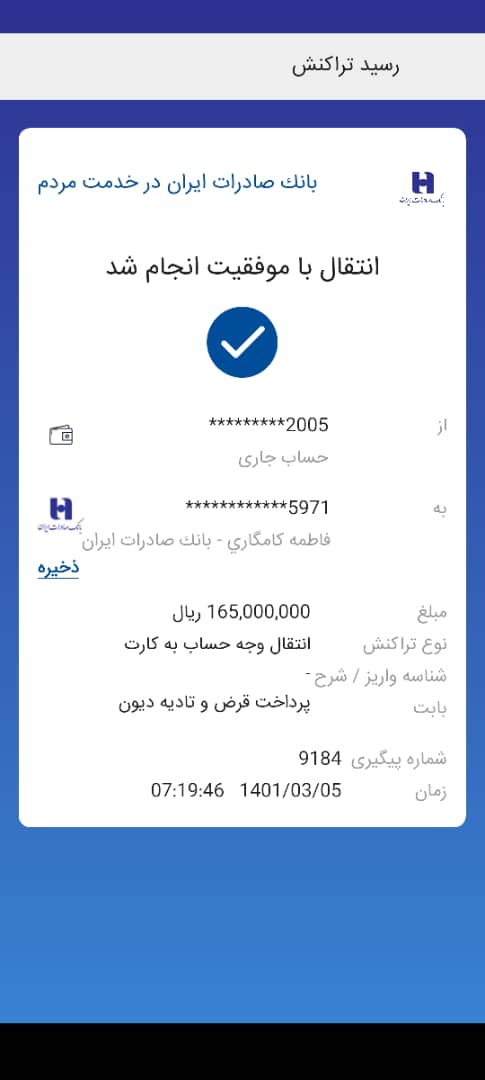 رسید تراکنش
بانك صادرات ایران در خدمت مردم
بانک صادرات ایران
انتقال با موفقیت انجام شد
از *********2005
حساب جاری
به ************5971
بانک صادرات ایران
فاطمه کامگاري - بانك صادرات ایران
ذخیره
مبلغ 165,000,000 ریال
نوع تراکنش انتقال وجه حساب به کارت
شناسه واریز / شرح -
بابت پرداخت قرض و تادیه دیون
شماره پیگیری 9184
زمان 1401/03/05 07:19:46